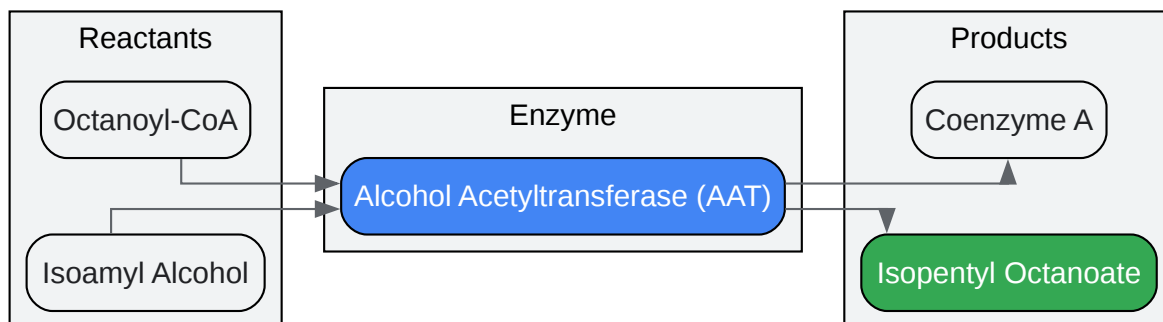 Reactants
Octanoyl-CoA
Isoamyl Alcohol
Enzyme
Alcohol Acetyltransferase (AAT)
Products
Coenzyme A
Isopentyl Octanoate